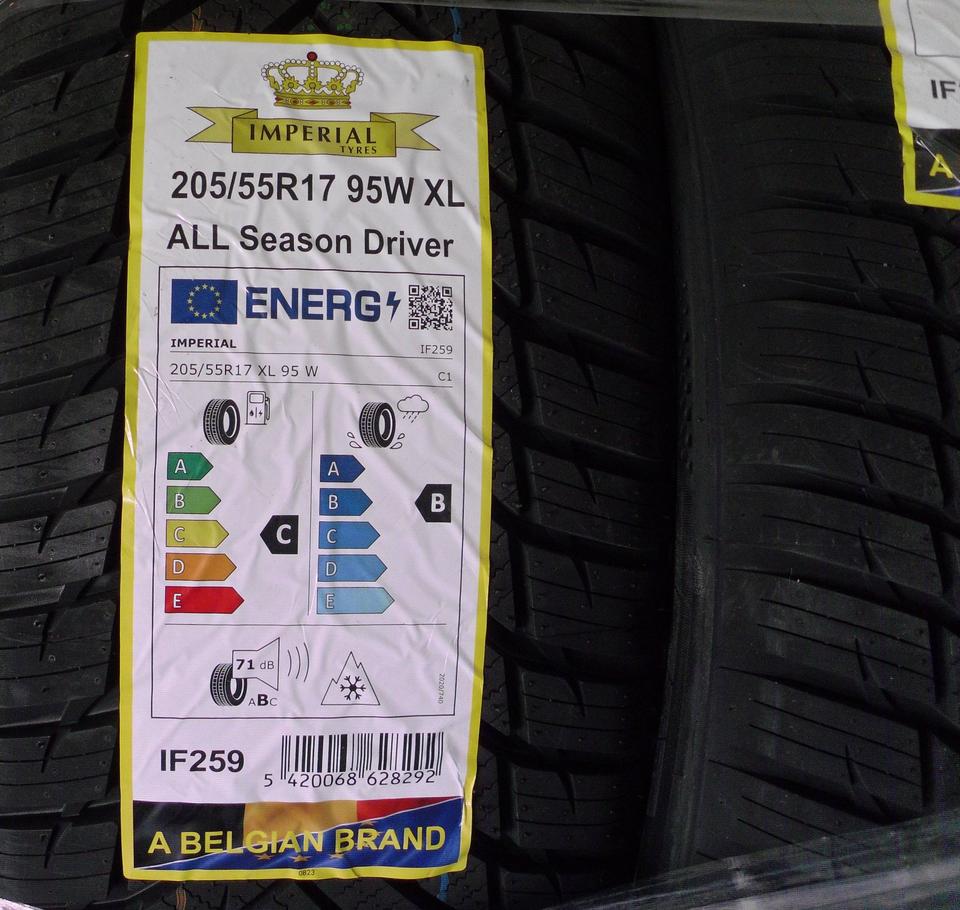 IMPERIAL
TYRES
205/55R17 95W XL
ALL Season Driver
ENERG
IMPERIAL IF259
205/55R17 XL 95 W C1
A A
B B B
C C C
D D
E E
71 dB
ABC
2020/740
IF259
5 420068 628292
A BELGIAN BRAND
0823
IF
A